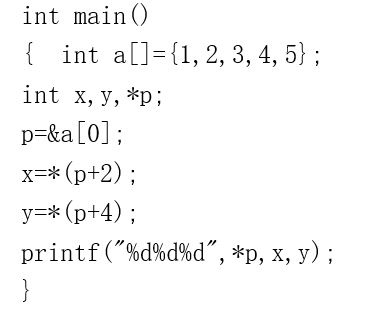 int main()
{  int a[]={1,2,3,4,5};
int x,y,*p;
p=&a[0];
x=*(p+2);
y=*(p+4);
printf("%d%d%d",*p,x,y);
}